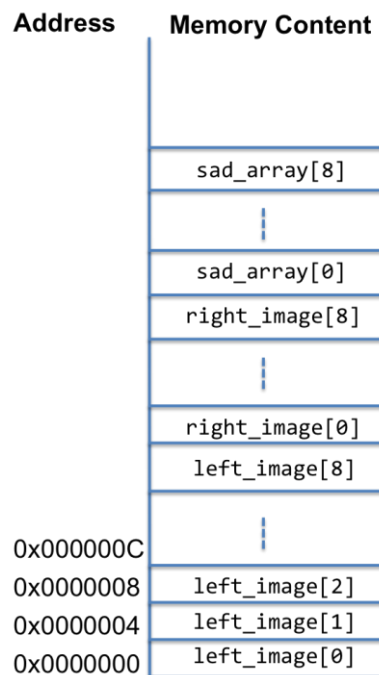 Address Memory Content
sad_array[8]
sad_array[0]
right_image[8]
right_image[0]
left_image[8]
0x0000000C
0x0000008 left_image[2]
0x0000004 left_image[1]
0x0000000 left_image[0]